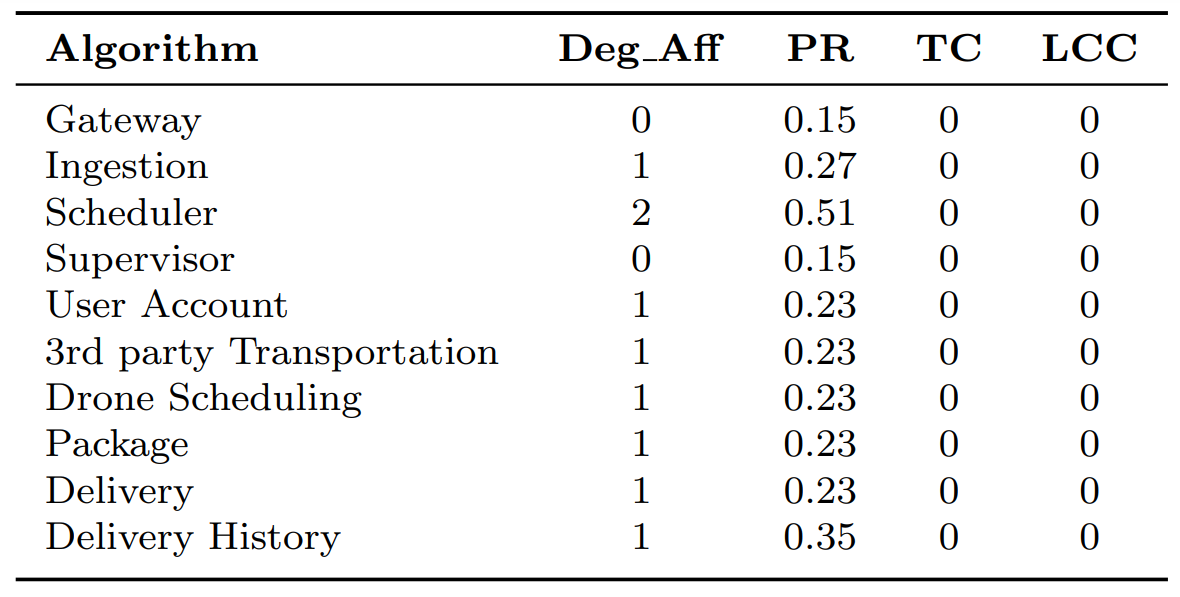 Algorithm Deg_Aff PR TC LCC
Gateway 0 0.15 0 0
Ingestion 1 0.27 0 0
Scheduler 2 0.51 0 0
Supervisor 0 0.15 0 0
User Account 1 0.23 0 0
3rd party Transportation 1 0.23 0 0
Drone Scheduling 1 0.23 0 0
Package 1 0.23 0 0
Delivery 1 0.23 0 0
Delivery History 1 0.35 0 0